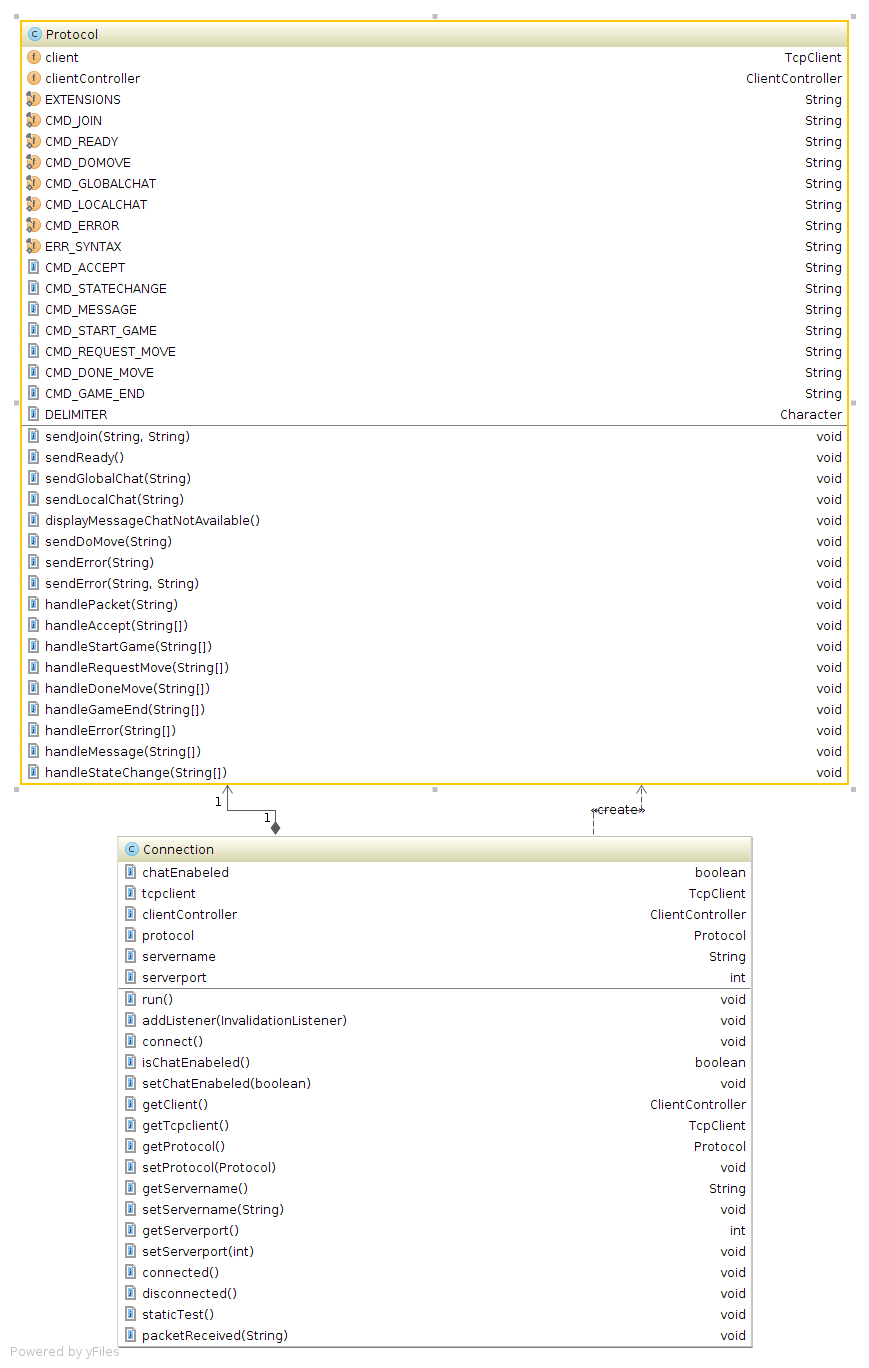 Protocol
client TcpClient
clientController ClientController
EXTENSIONS String
CMD_JOIN String
CMD_READY String
CMD_DOMOVE String
CMD_GLOBALCHAT String
CMD_LOCALCHAT String
CMD_ERROR String
ERR_SYNTAX String
CMD_ACCEPT String
CMD_STATECHANGE String
CMD_MESSAGE String
CMD_START_GAME String
CMD_REQUEST_MOVE String
CMD_DONE_MOVE String
CMD_GAME_END String
DELIMITER Character
sendJoin(String, String) void
sendReady() void
sendGlobalChat(String) void
sendLocalChat(String) void
displayMessageChatNotAvailable() void
sendDoMove(String) void
sendError(String) void
sendError(String, String) void
handlePacket(String) void
handleAccept(String[]) void
handleStartGame(String[]) void
handleRequestMove(String[]) void
handleDoneMove(String[]) void
handleGameEnd(String[]) void
handleError(String[]) void
handleMessage(String[]) void
handleStateChange(String[]) void
1
1
«create»
Connection
chatEnabeled boolean
tcpclient TcpClient
clientController ClientController
protocol Protocol
servername String
serverport int
run() void
addListener(InvalidationListener) void
connect() void
isChatEnabeled() boolean
setChatEnabeled(boolean) void
getClient() ClientController
getTcpclient() TcpClient
getProtocol() Protocol
setProtocol(Protocol) void
getServername() String
setServername(String) void
getServerport() int
setServerport(int) void
connected() void
disconnected() void
staticTest() void
packetReceived(String) void
Powered by yFiles